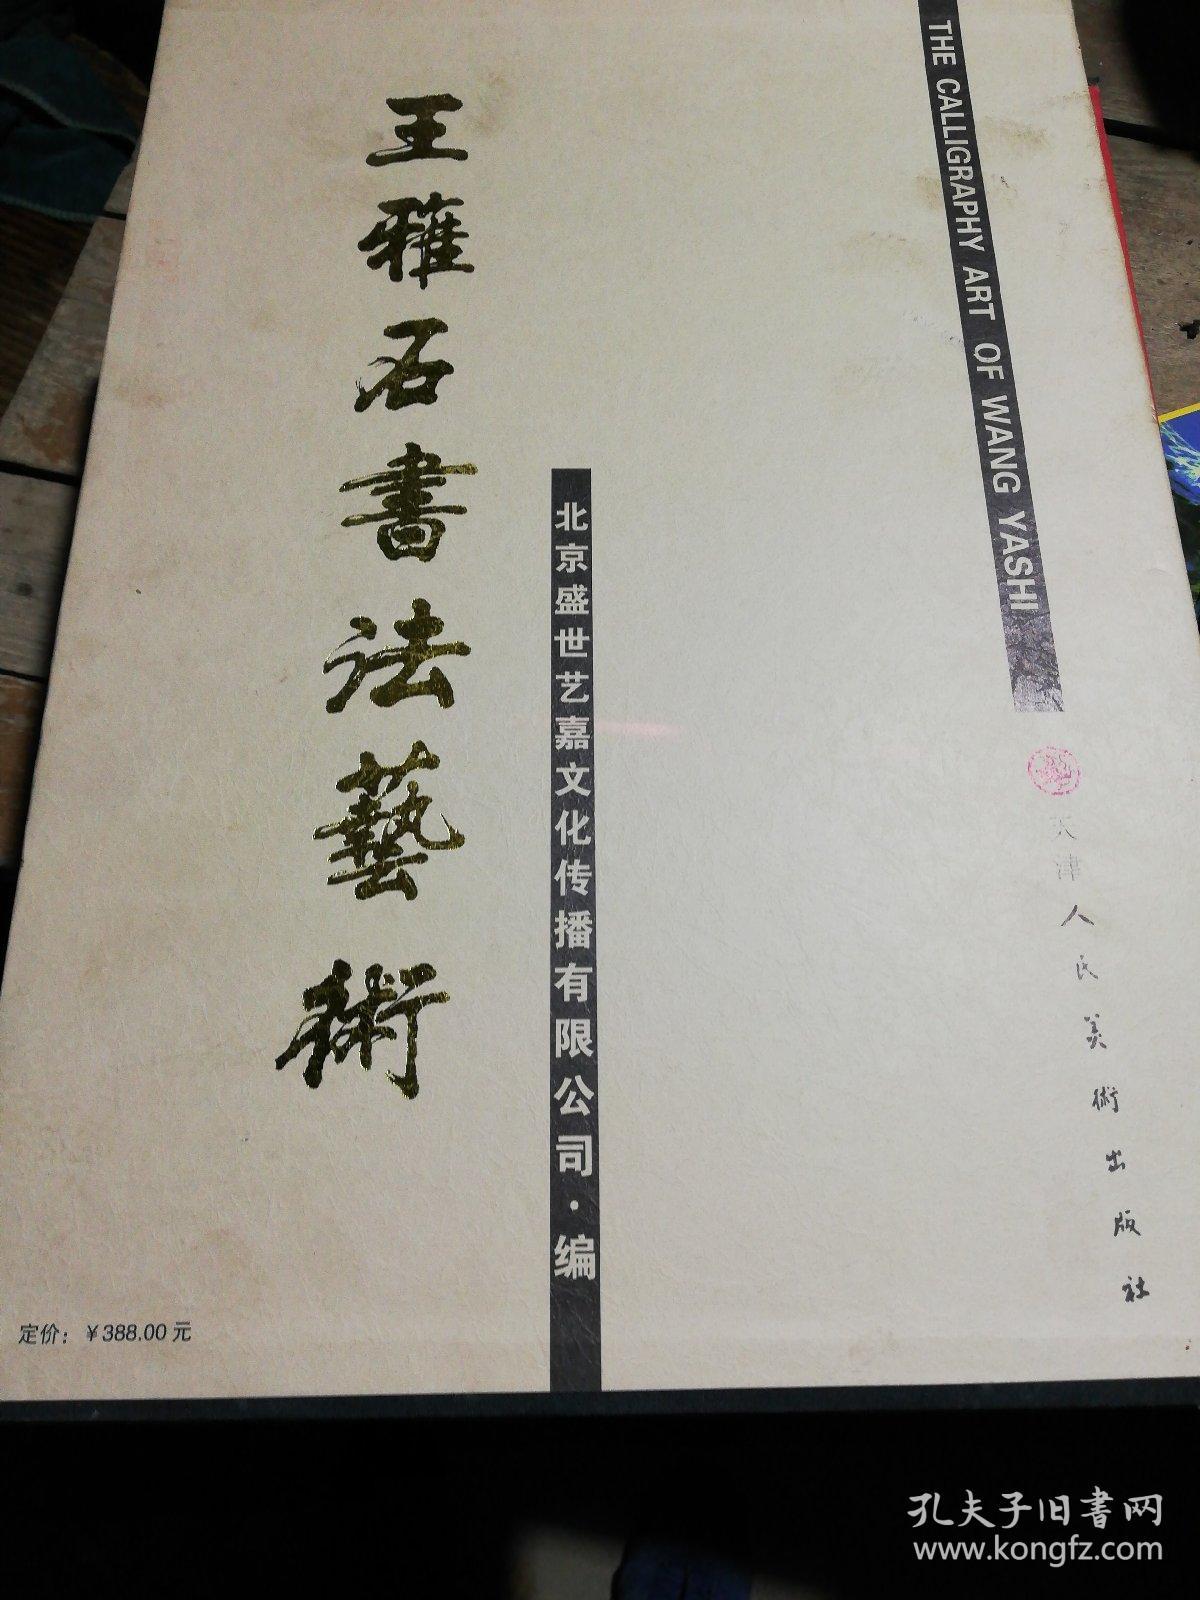 王雅石書法藝術
北京盛世艺嘉文化传播有限公司·编
THE CALLIGRAPHY ART OF WANG YASHI
天津人民美術出版社
定价：￥388.00元
孔夫子旧書网
www.kongfz.com